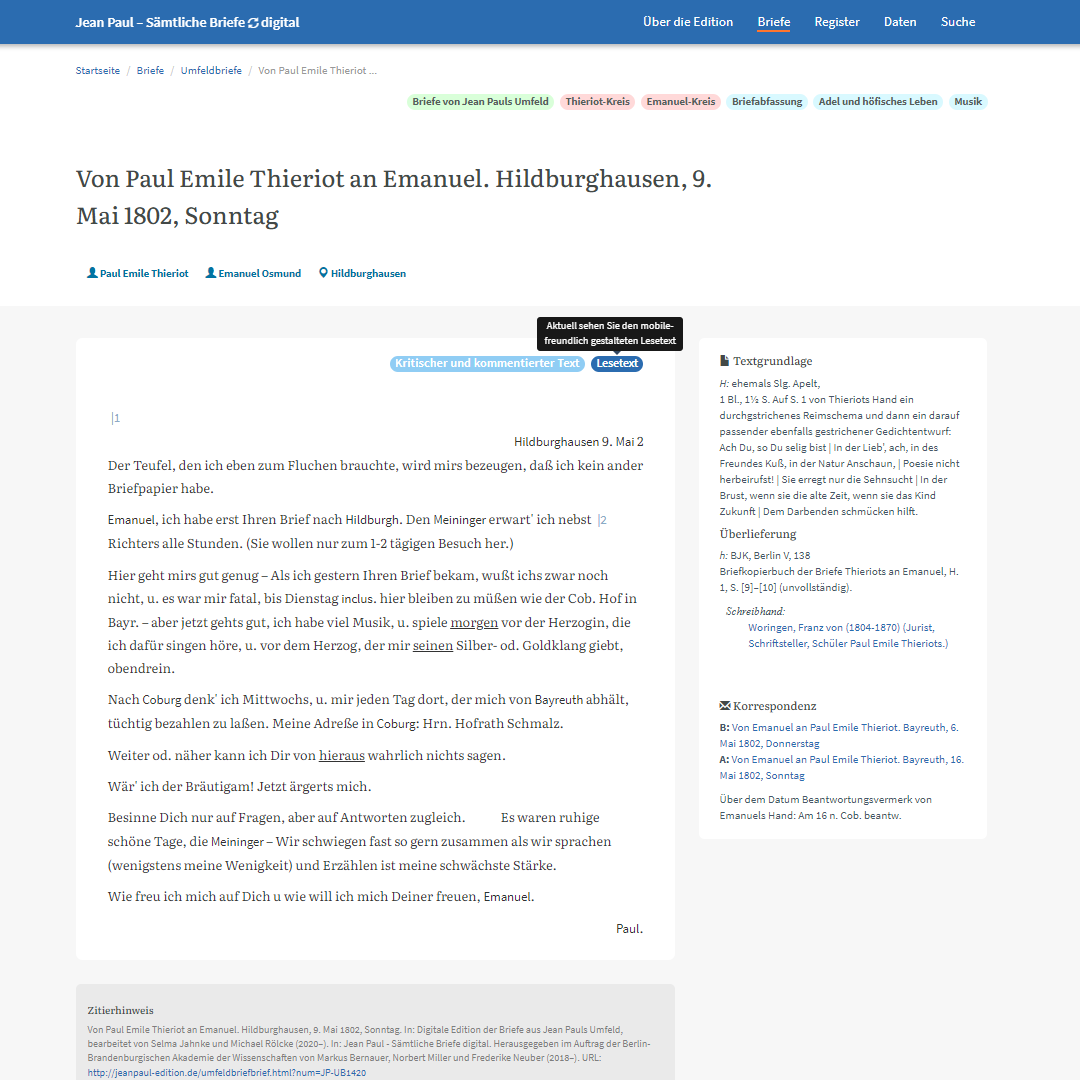 Jean Paul – Sämtliche Briefe digital
Über die Edition Briefe Register Daten Suche
Startseite / Briefe / Umfeldbriefe / Von Paul Emile Thieriot ...
Briefe von Jean Pauls Umfeld Thieriot-Kreis Emanuel-Kreis Briefabfassung Adel und höfisches Leben Musik
Von Paul Emile Thieriot an Emanuel. Hildburghausen, 9.
Mai 1802, Sonntag
Paul Emile Thieriot Emanuel Osmund Hildburghausen
Aktuell sehen Sie den mobile-
freundlich gestalteten Lesetext
Kritischer und kommentierter Text Lesetext
|1
Hildburghausen 9. Mai 2
Der Teufel, den ich eben zum Fluchen brauchte, wird mirs bezeugen, daß ich kein ander
Briefpapier habe.
Emanuel, ich habe erst Ihren Brief nach Hildburgh. Den Meininger erwart' ich nebst |2
Richters alle Stunden. (Sie wollen nur zum 1-2 tägigen Besuch her.)
Hier geht mirs gut genug – Als ich gestern Ihren Brief bekam, wußt ichs zwar noch
nicht, u. es war mir fatal, bis Dienstag inclus. hier bleiben zu müßen wie der Cob. Hof in
Bayr. – aber jetzt gehts gut, ich habe viel Musik, u. spiele morgen vor der Herzogin, die
ich dafür singen höre, u. vor dem Herzog, der mir seinen Silber- od. Goldklang giebt,
obendrein.
Nach Coburg denk' ich Mittwochs, u. mir jeden Tag dort, der mich von Bayreuth abhält,
tüchtig bezahlen zu laßen. Meine Adreße in Coburg: Hrn. Hofrath Schmalz.
Weiter od. näher kann ich Dir von hieraus wahrlich nichts sagen.
Wär' ich der Bräutigam! Jetzt ärgerts mich.
Besinne Dich nur auf Fragen, aber auf Antworten zugleich. Es waren ruhige
schöne Tage, die Meininger – Wir schwiegen fast so gern zusammen als wir sprachen
(wenigstens meine Wenigkeit) und Erzählen ist meine schwächste Stärke.
Wie freu ich mich auf Dich u wie will ich mich Deiner freuen, Emanuel.
Paul.
Textgrundlage
H: ehemals Slg. Apelt,
1 Bl., 1½ S. Auf S. 1 von Thieriots Hand ein
durchgstrichenes Reimschema und dann ein darauf
passender ebenfalls gestrichener Gedichtentwurf:
Ach Du, so Du selig bist | In der Lieb', ach, in des
Freundes Kuß, in der Natur Anschaun, | Poesie nicht
herbeirufst! | Sie erregt nur die Sehnsucht | In der
Brust, wenn sie die alte Zeit, wenn sie das Kind
Zukunft | Dem Darbenden schmücken hilft.
Überlieferung
h: BJK, Berlin V, 138
Briefkopierbuch der Briefe Thieriots an Emanuel, H.
1, S. [9]–[10] (unvollständig).
Schreibhand:
Woringen, Franz von (1804-1870) (Jurist,
Schriftsteller, Schüler Paul Emile Thieriots.)
Korrespondenz
B: Von Emanuel an Paul Emile Thieriot. Bayreuth, 6.
Mai 1802, Donnerstag
A: Von Emanuel an Paul Emile Thieriot. Bayreuth, 16.
Mai 1802, Sonntag
Über dem Datum Beantwortungsvermerk von
Emanuels Hand: Am 16 n. Cob. beantw.
Zitierhinweis
Von Paul Emile Thieriot an Emanuel. Hildburghausen, 9. Mai 1802, Sonntag. In: Digitale Edition der Briefe aus Jean Pauls Umfeld,
bearbeitet von Selma Jahnke und Michael Rölcke (2020–). In: Jean Paul - Sämtliche Briefe digital. Herausgegeben im Auftrag der Berlin-
Brandenburgischen Akademie der Wissenschaften von Markus Bernauer, Norbert Miller und Frederike Neuber (2018–). URL:
http://jeanpaul-edition.de/umfeldbriefbrief.html?num=JP-UB1420